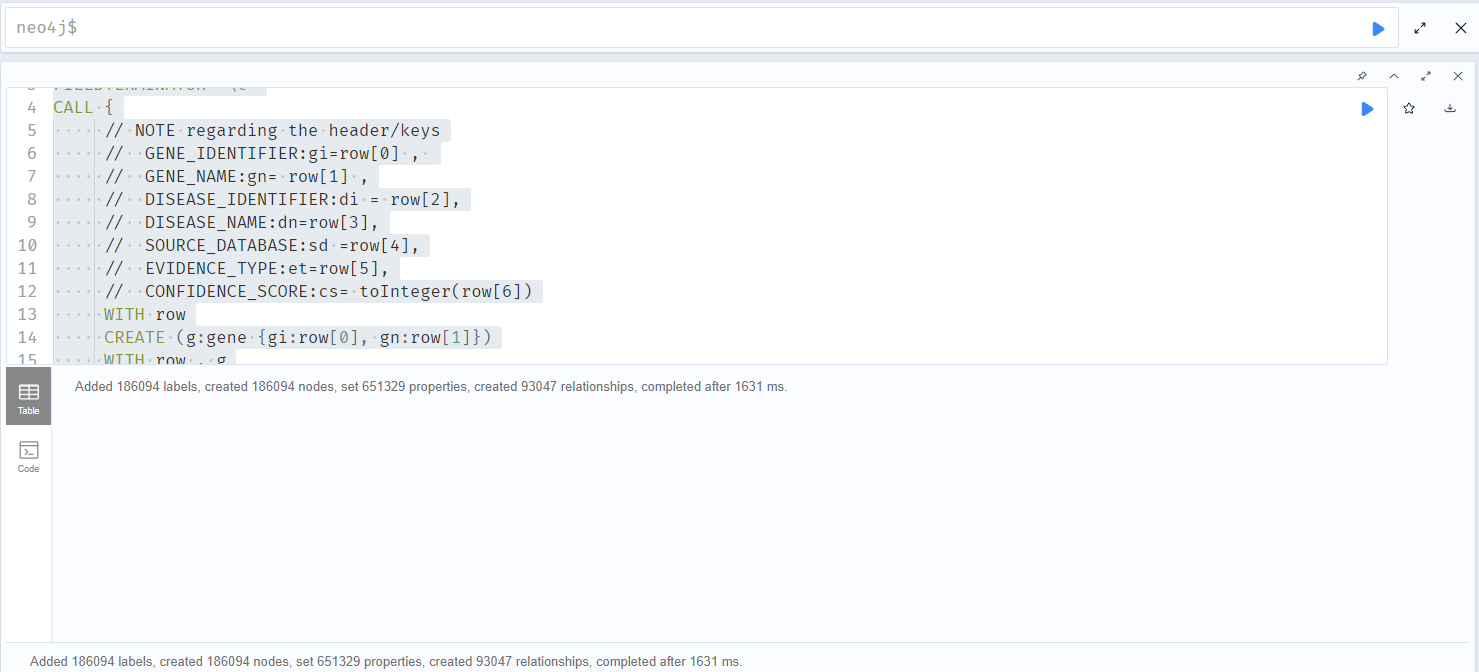 neo4j$
3 FIELDTERMINATOR '\t'
4 CALL {
5 // NOTE regarding the header/keys
6 // GENE_IDENTIFIER:gi=row[0] ,
7 // GENE_NAME:gn= row[1] ,
8 // DISEASE_IDENTIFIER:di = row[2],
9 // DISEASE_NAME:dn=row[3],
10 // SOURCE_DATABASE:sd =row[4],
11 // EVIDENCE_TYPE:et=row[5],
12 // CONFIDENCE_SCORE:cs= toInteger(row[6])
13 WITH row
14 CREATE (g:gene {gi:row[0], gn:row[1]})
15 WITH row , g
Added 186094 labels, created 186094 nodes, set 651329 properties, created 93047 relationships, completed after 1631 ms.
Table
Code
Added 186094 labels, created 186094 nodes, set 651329 properties, created 93047 relationships, completed after 1631 ms.